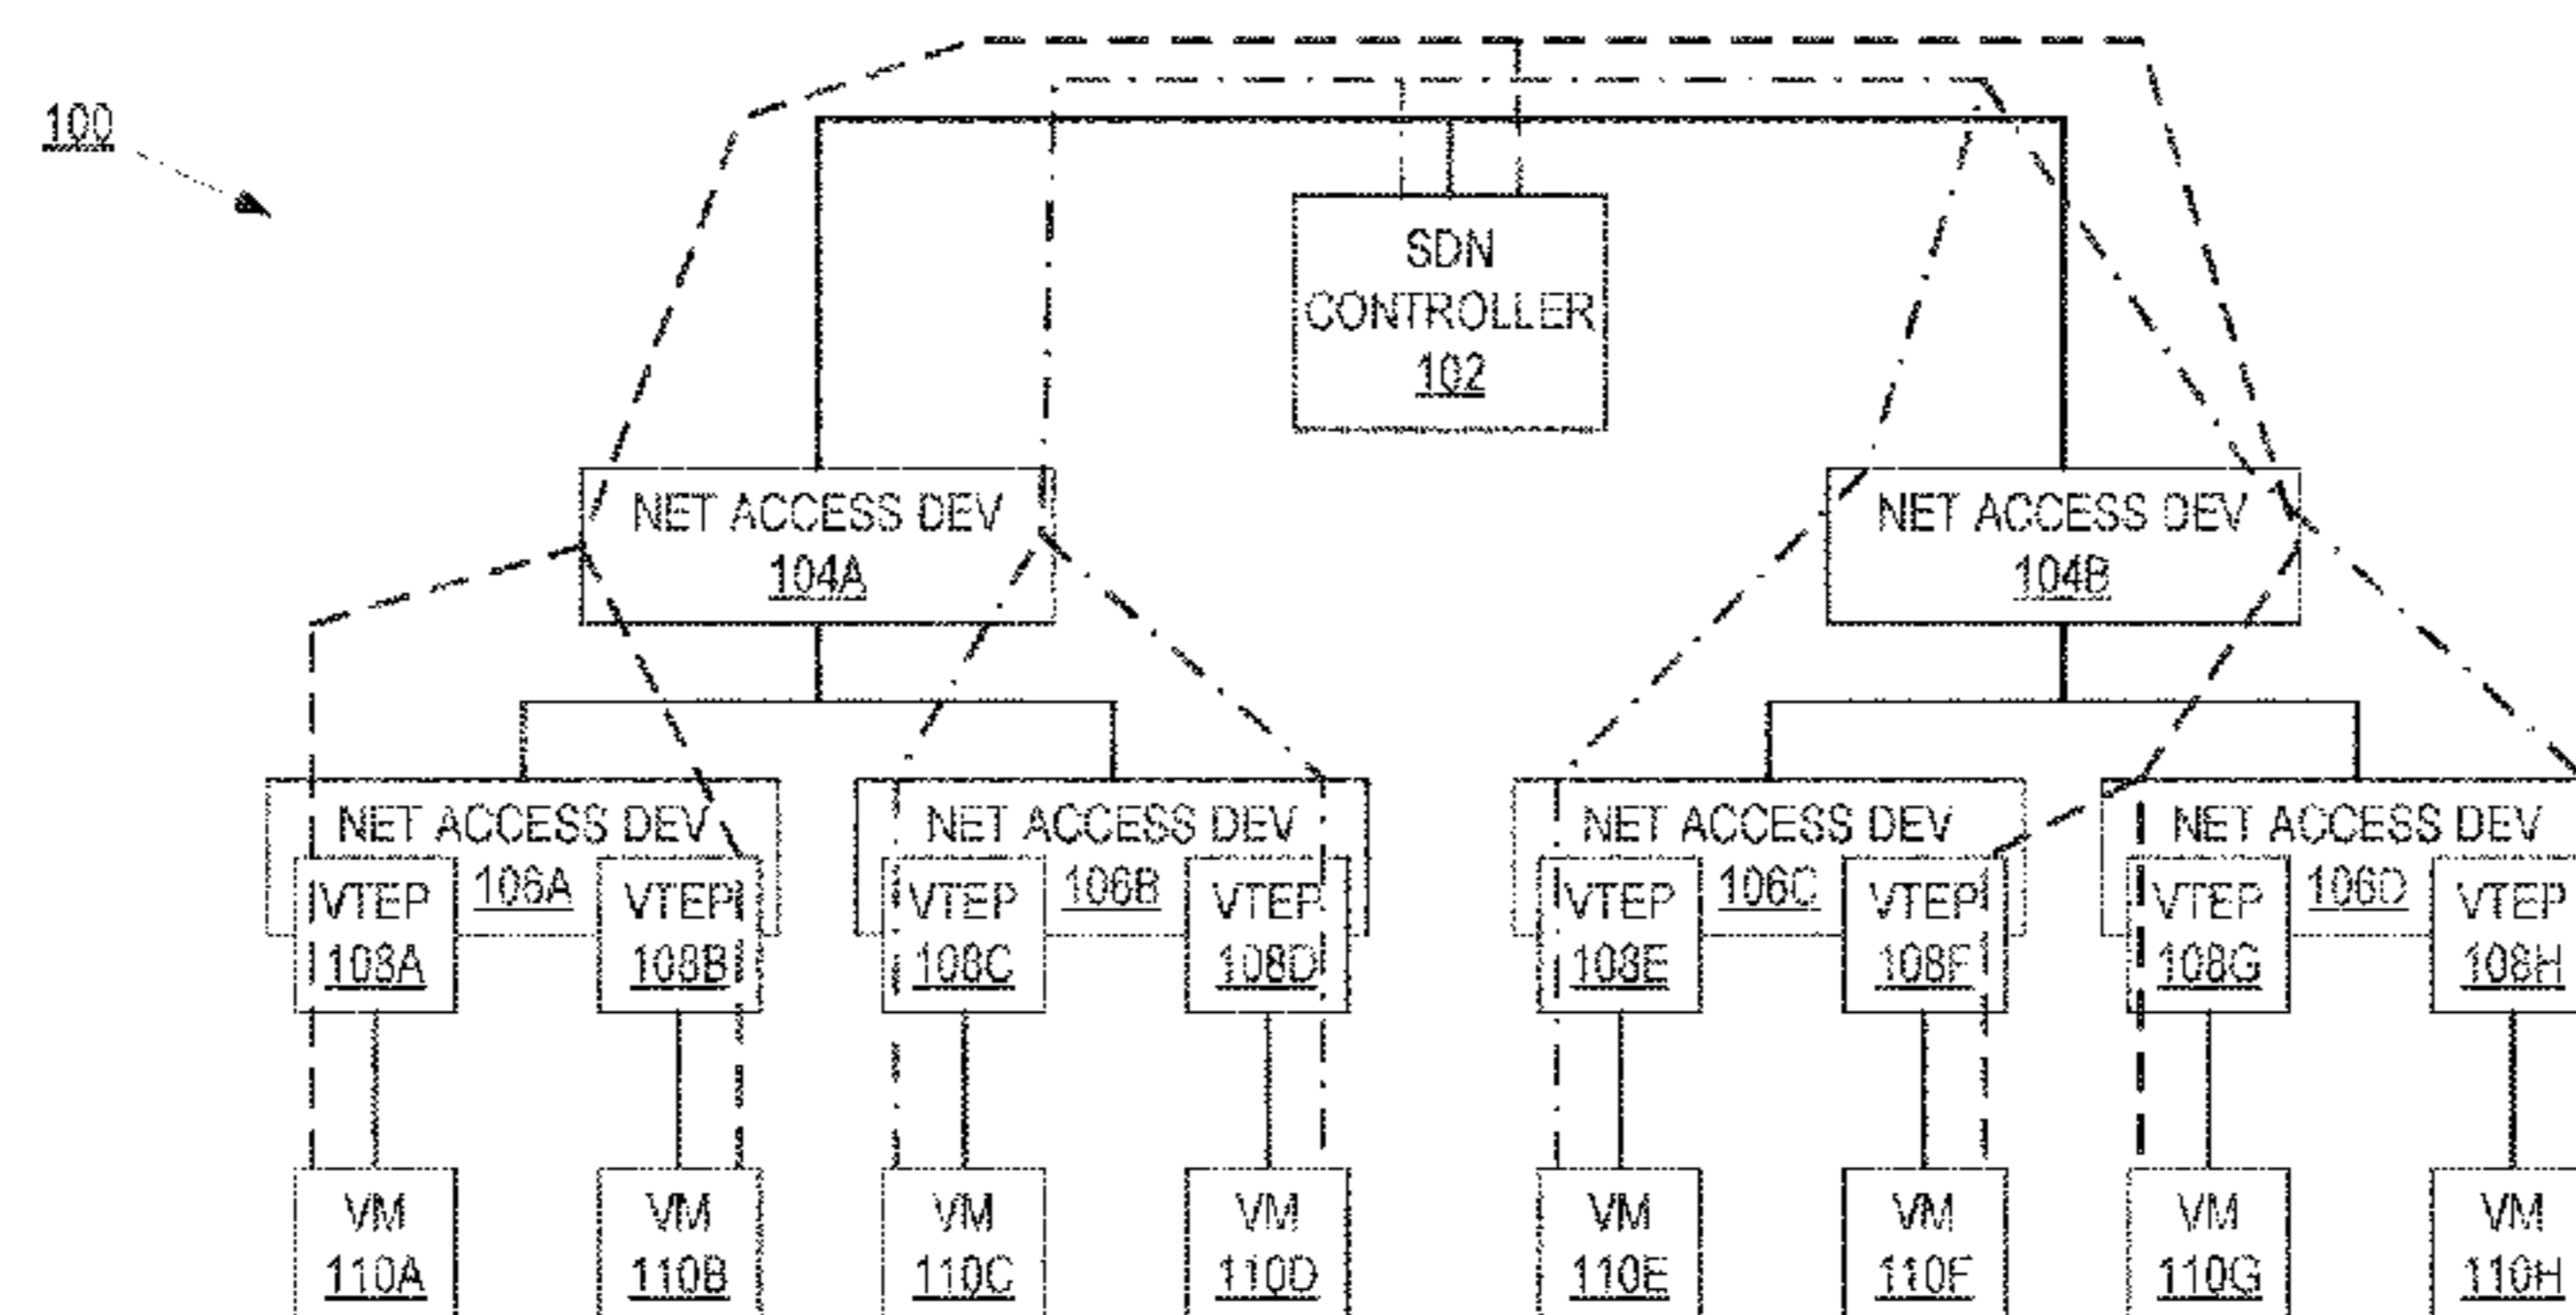 100
SDN
CONTROLLER
102
NET ACCESS DEV
104A
NET ACCESS DEV
104B
NET ACCESS DEV
106A
NET ACCESS DEV
106B
NET ACCESS DEV
106C
NET ACCESS DEV
106D
VTEP
108A
VTEP
108B
VTEP
108C
VTEP
108D
VTEP
108E
VTEP
108F
VTEP
108G
VTEP
108H
VM
110A
VM
110B
VM
110C
VM
110D
VM
110E
VM
110F
VM
110G
VM
110H